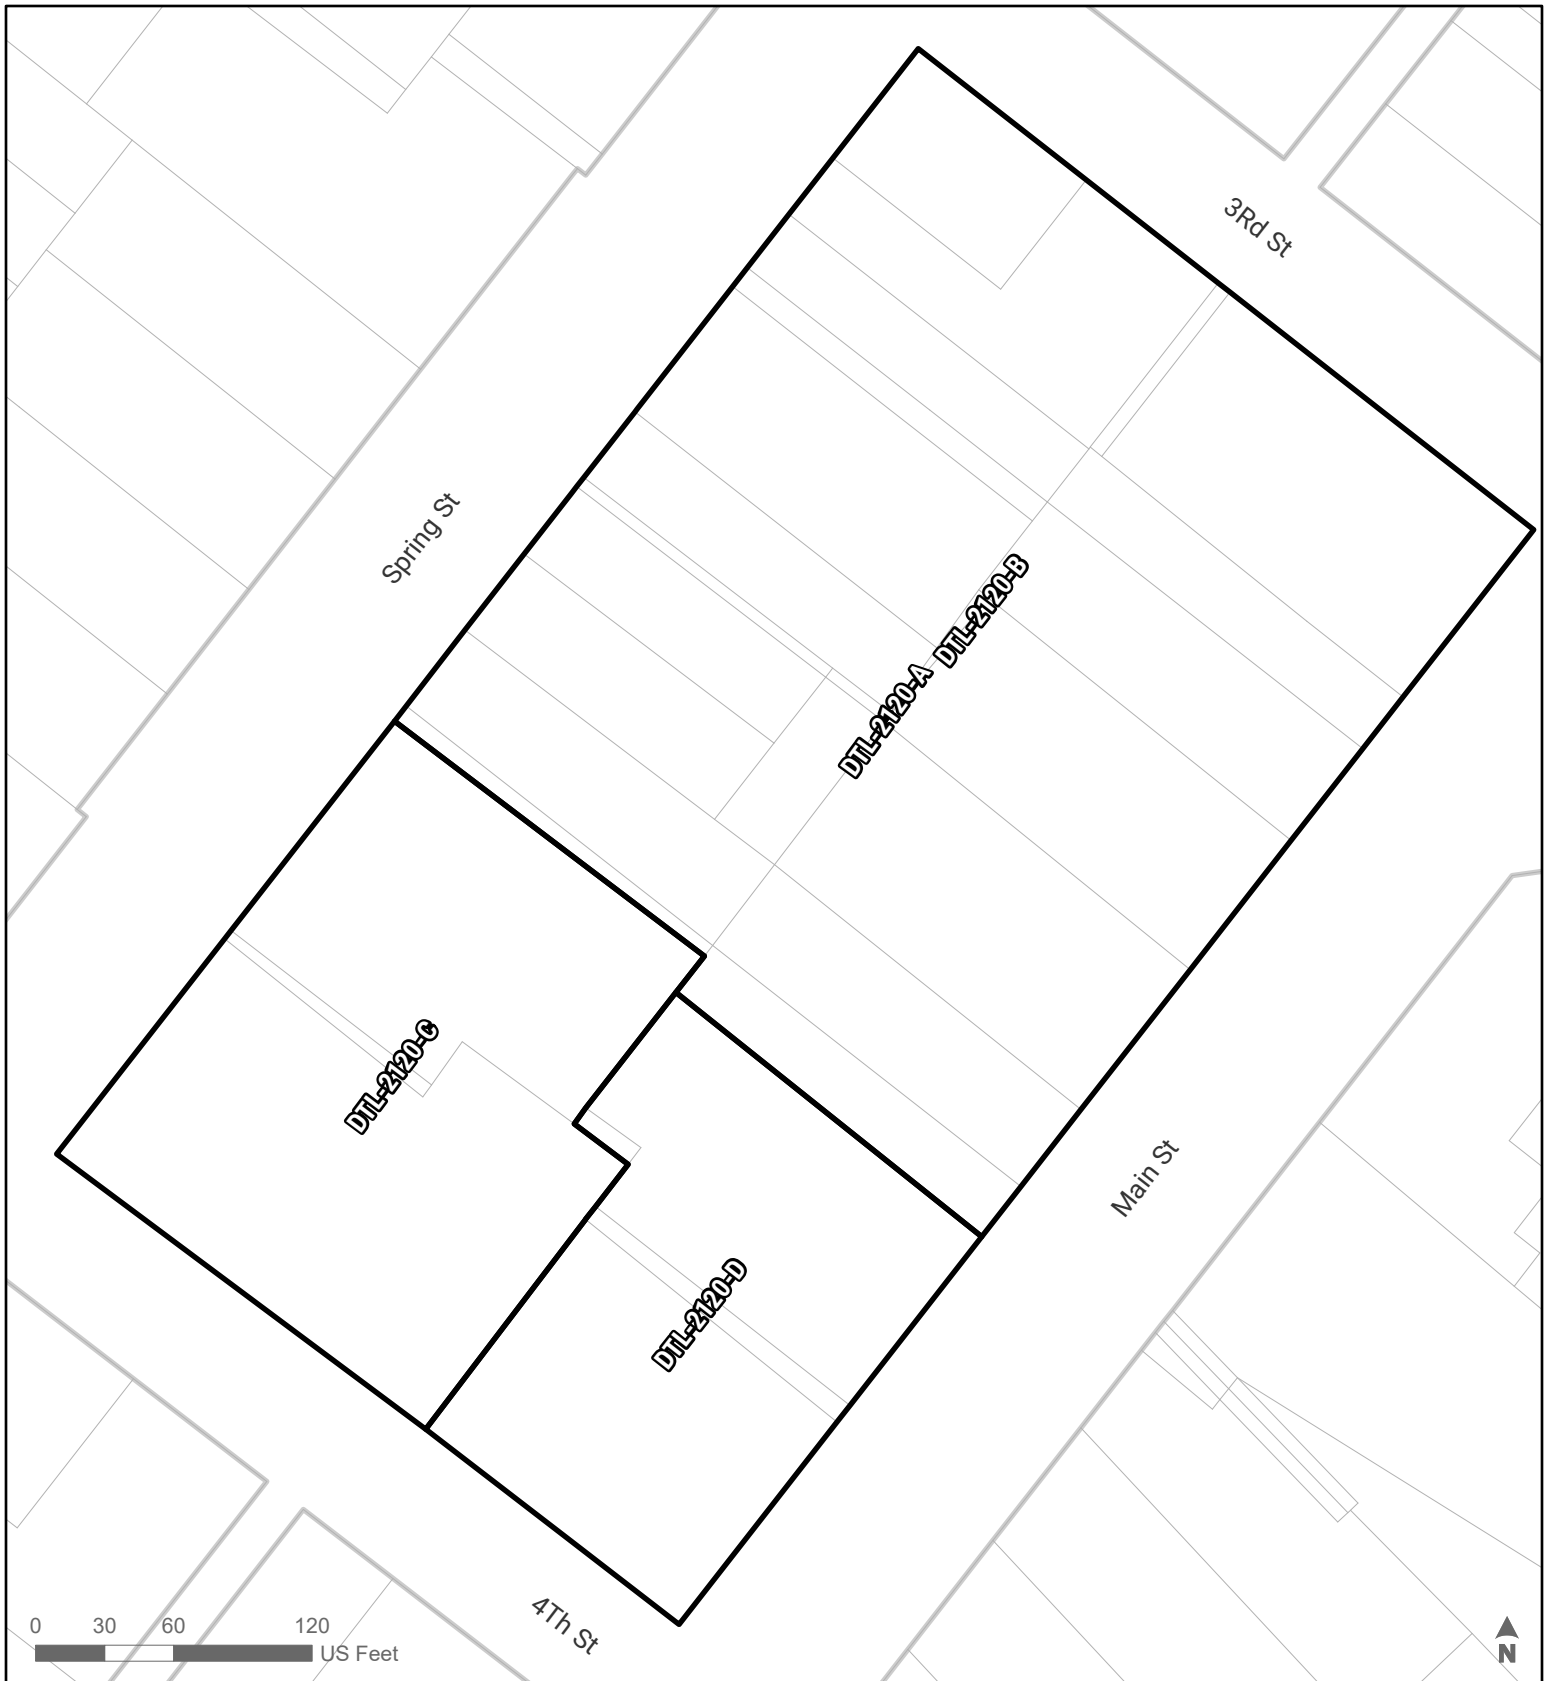 3Rd St
Spring St
DTL-2120-B
DTL-2120-A
DTL-2120-C
Main St
DTL-2120-D
4Th St
0 30 60 120
US Feet
N